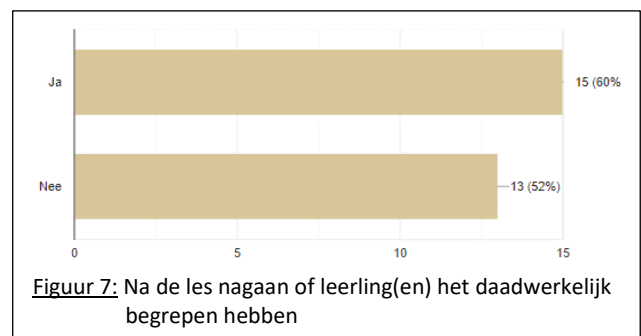 Ja
15 (60%
Nee
13 (52%)
0
5
10
15
Figuur 7: Na de les nagaan of leerling(en) het daadwerkelijk
begrepen hebben